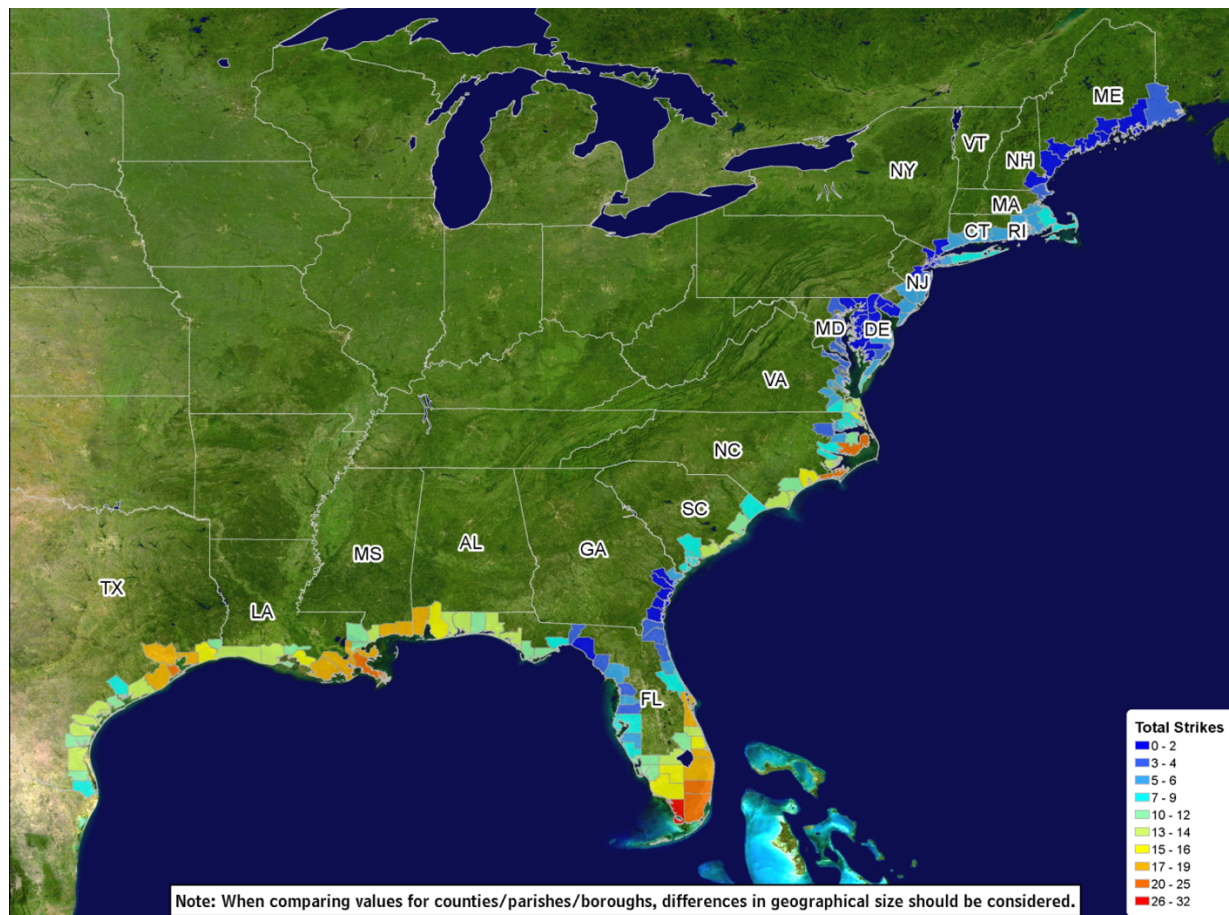 ME
VT
NH
NY
MA
CT
RI
NJ
MD
DE
VA
NC
SC
MS
AL
GA
TX
LA
FL
Total Strikes
0 - 2
3 - 4
5 - 6
7 - 9
10 - 12
13 - 14
15 - 16
17 - 19
20 - 25
26 - 32
Note: When comparing values for counties/parishes/boroughs, differences in geographical size should be considered.